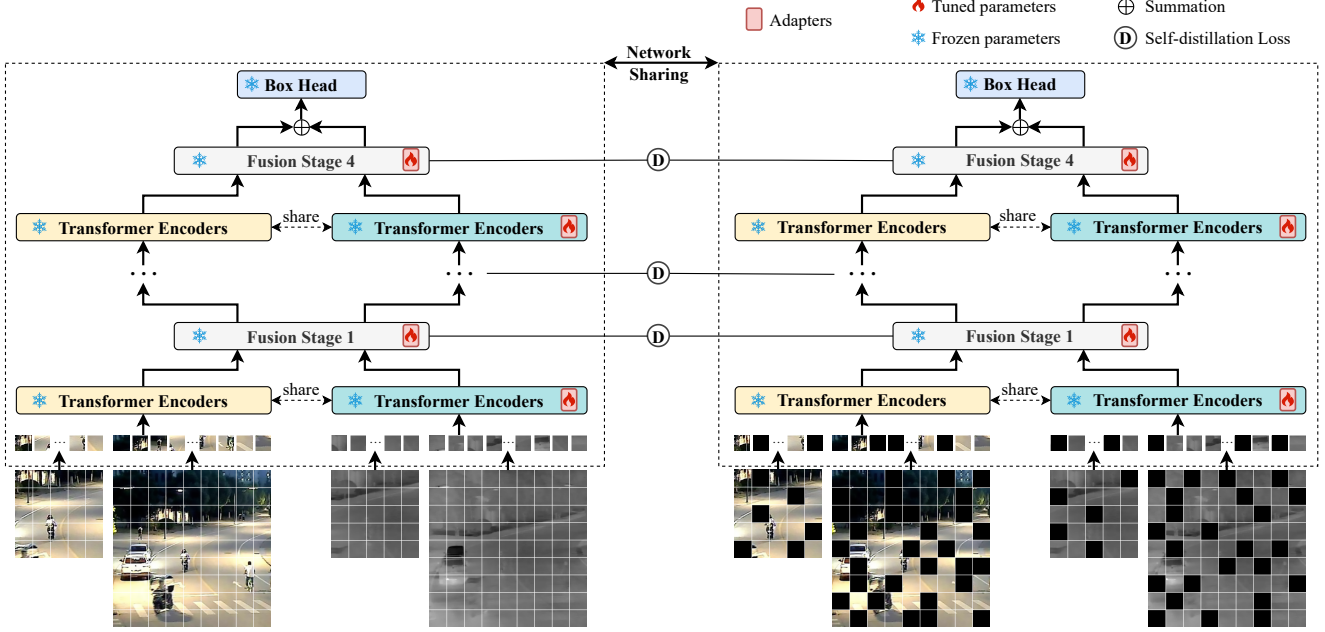 Adapters
Tuned parameters
Frozen parameters
Summation
D Self-distillation Loss
Network
Sharing
Box Head
Box Head
Fusion Stage 4
D
Fusion Stage 4
Transformer Encoders
share
Transformer Encoders
Transformer Encoders
share
Transformer Encoders
...
...
D
...
...
Fusion Stage 1
D
Fusion Stage 1
Transformer Encoders
share
Transformer Encoders
Transformer Encoders
share
Transformer Encoders
... ... ... ... ... ... ... ...